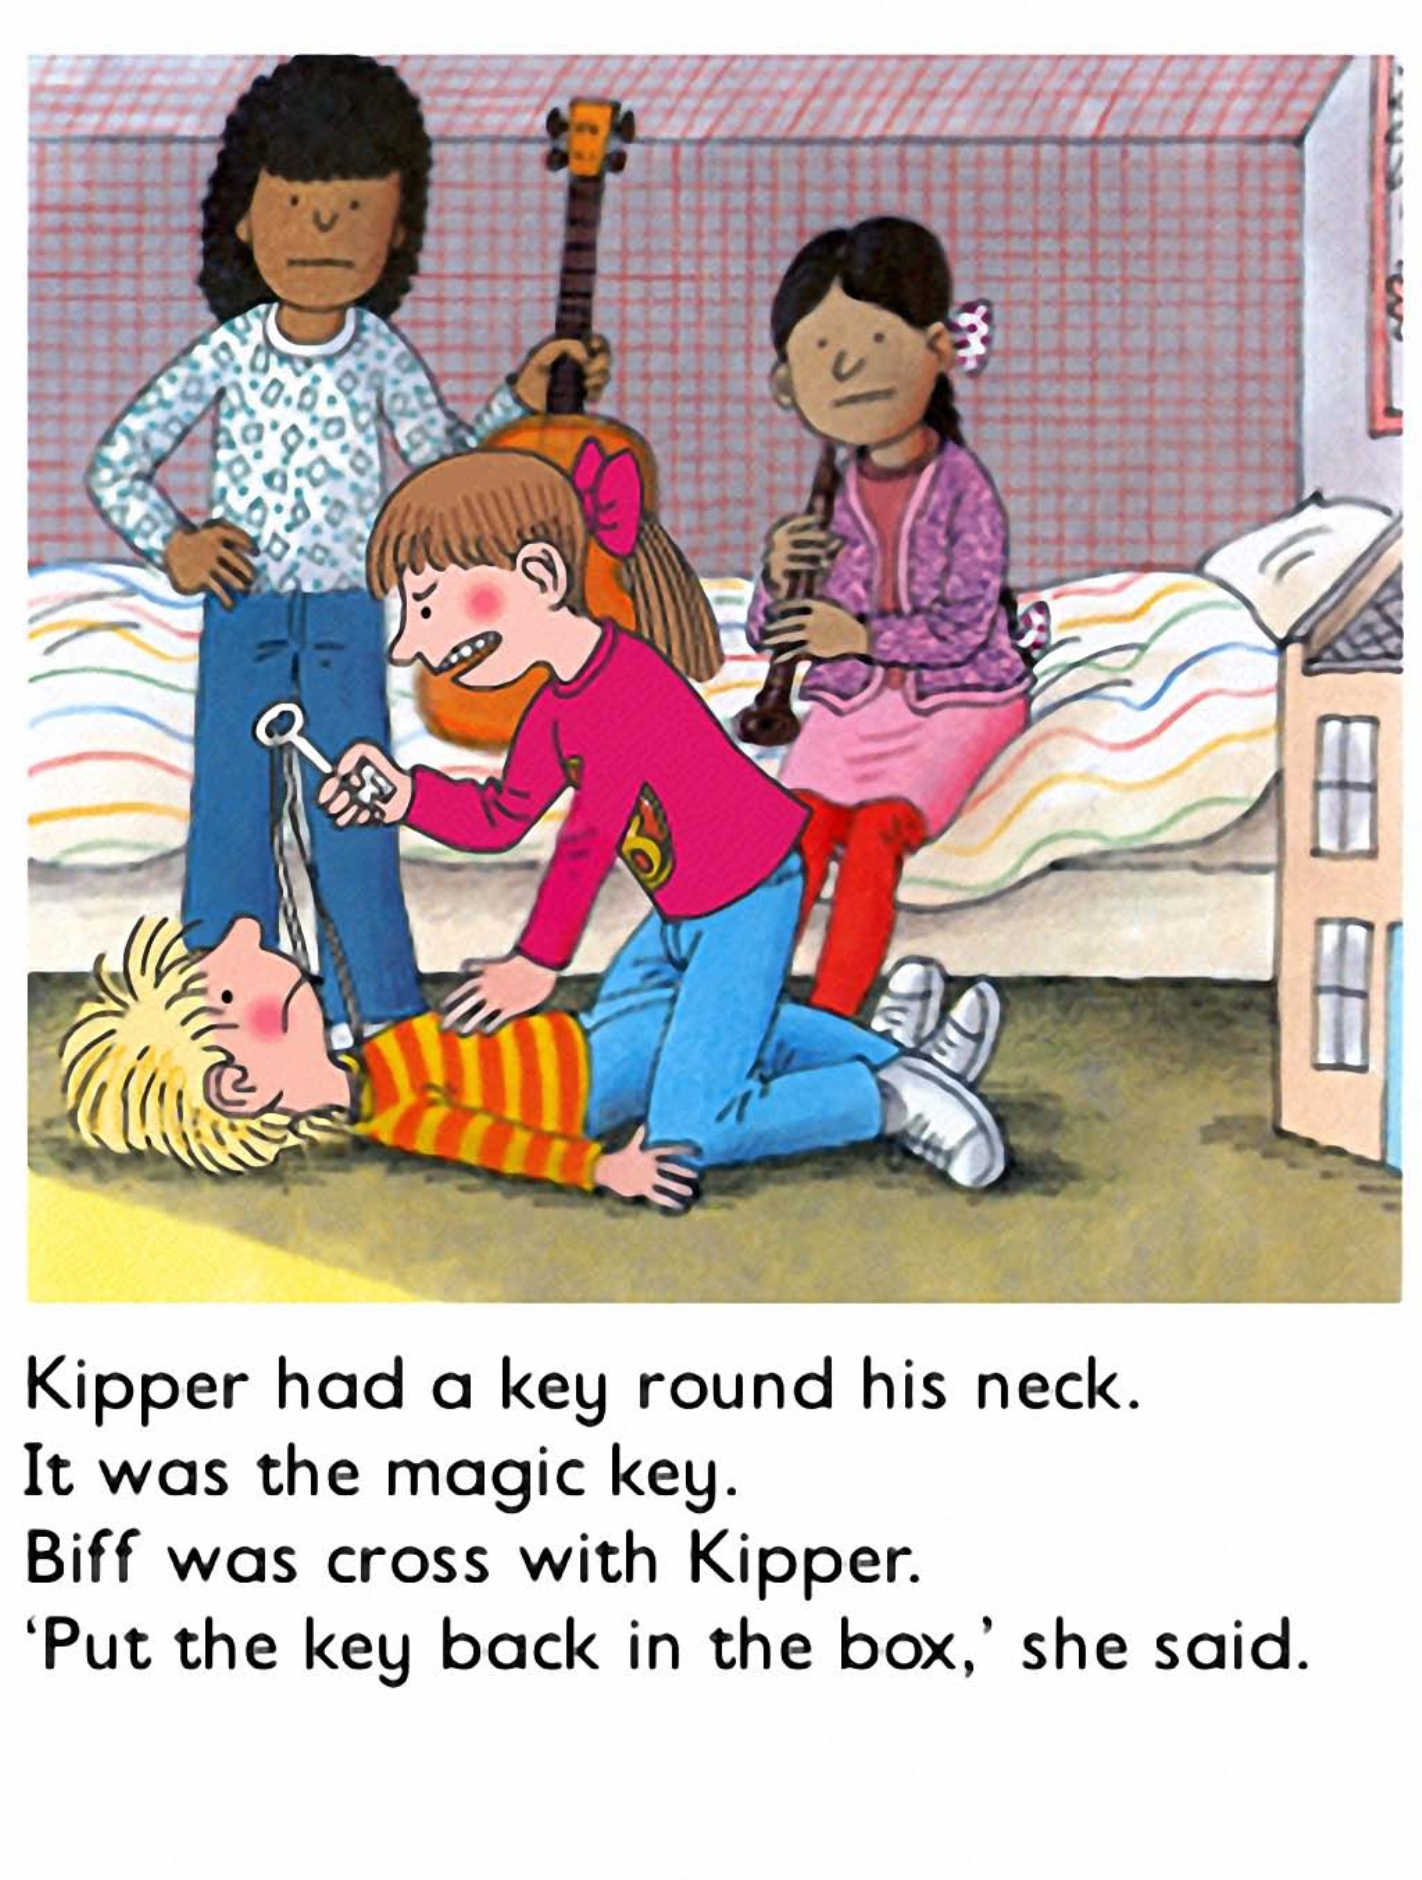 Kipper had a key round his neck.
It was the magic key.
Biff was cross with Kipper.
‘Put the key back in the box,’ she said.